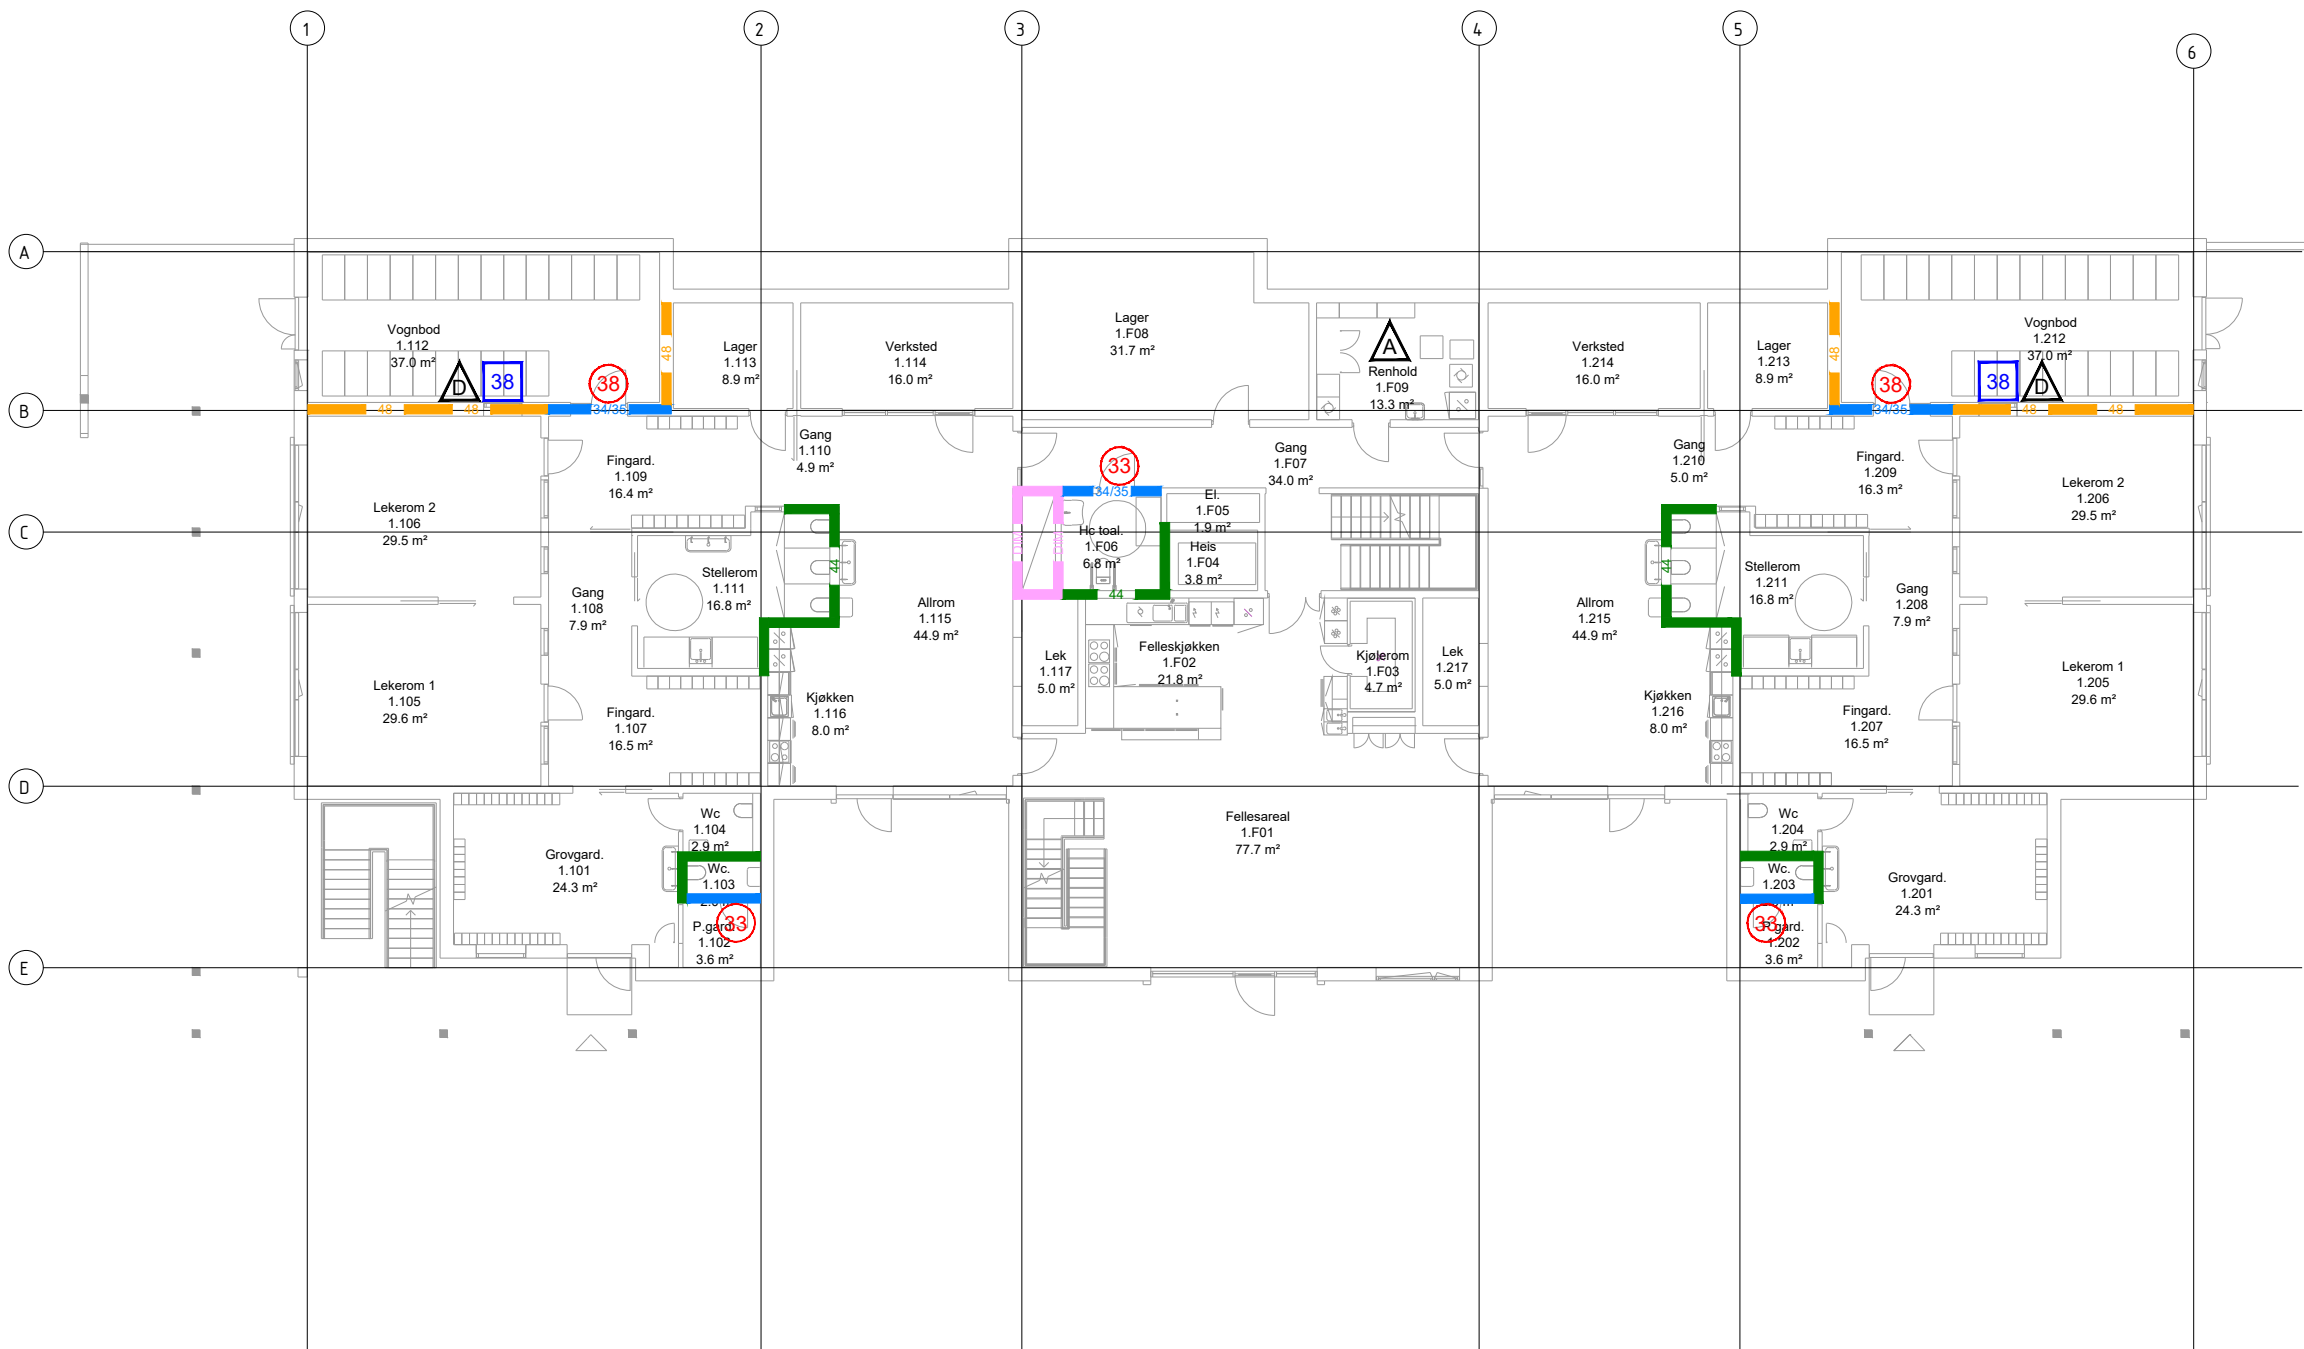 1
2
3
4
5
6
A
B
C
D
E
Vognbod
1.112
37.0 m²
D
38
38
48
48
48
34/35
Lager
1.113
8.9 m²
Verksted
1.114
16.0 m²
Lager
1.F08
31.7 m²
A
Renhold
1.F09
13.3 m²
Verksted
1.214
16.0 m²
Lager
1.213
8.9 m²
48
Vognbod
1.212
37.0 m²
38
38
D
34/35
48
48
Lekerom 2
1.106
29.5 m²
Fingard.
1.109
16.4 m²
Gang
1.110
4.9 m²
33
34/35
Gang
1.F07
34.0 m²
El.
1.F05
1.9 m²
Hc toal.
1.F06
6.8 m²
Heis
1.F04
3.8 m²
44
Gang
1.210
5.0 m²
Fingard.
1.209
16.3 m²
Lekerom 2
1.206
29.5 m²
Stellerom
1.111
16.8 m²
44
Gang
1.108
7.9 m²
Allrom
1.115
44.9 m²
Allrom
1.215
44.9 m²
44
Stellerom
1.211
16.8 m²
Gang
1.208
7.9 m²
Lekerom 1
1.105
29.6 m²
Fingard.
1.107
16.5 m²
Kjøkken
1.116
8.0 m²
Lek
1.117
5.0 m²
Felleskjøkken
1.F02
21.8 m²
Kjølerom
1.F03
4.7 m²
Lek
1.217
5.0 m²
Kjøkken
1.216
8.0 m²
Fingard.
1.207
16.5 m²
Lekerom 1
1.205
29.6 m²
Grovgard.
1.101
24.3 m²
Wc
1.104
2.9 m²
Wc.
1.103
33
P.gard.
1.102
3.6 m²
Fellesareal
1.F01
77.7 m²
Wc
1.204
2.9 m²
Wc.
1.203
33
P.gard.
1.202
3.6 m²
Grovgard.
1.201
24.3 m²